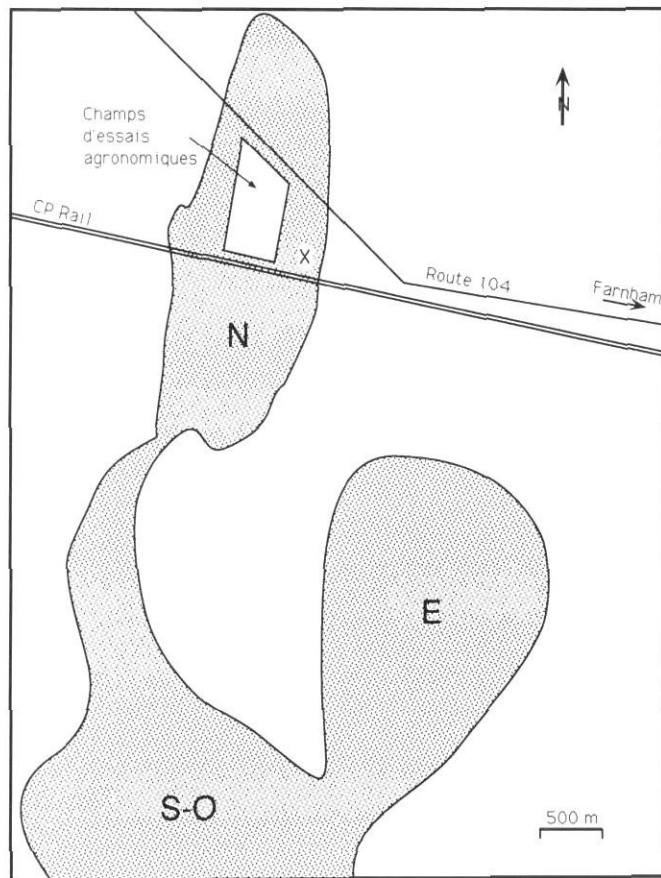 N
Champs
d'essais
agronomiques
CP Rail
X
Route 104
Farnham
N
E
S-O
500 m